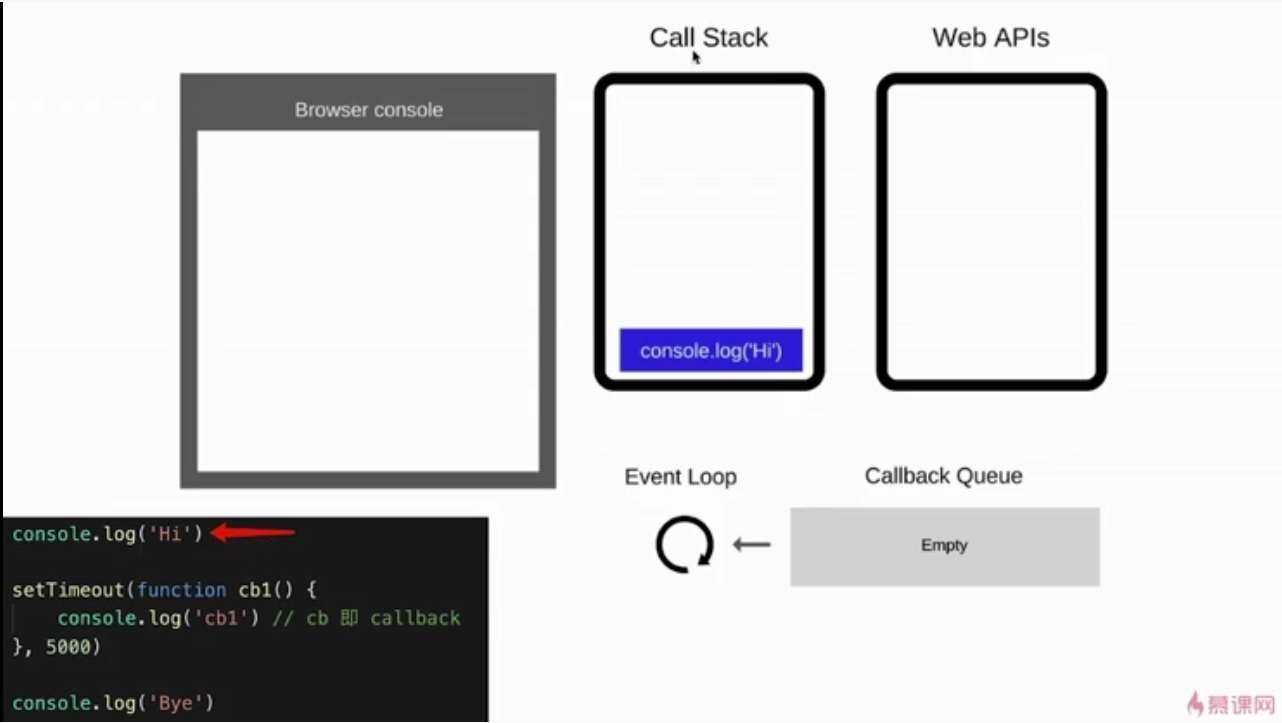 Call Stack
Web APIs
Browser console
console.log('Hi')
Event Loop
Callback Queue
Empty
console.log('Hi')
setTimeout(function cb1() {
    console.log('cb1') // cb 即 callback
}, 5000)
console.log('Bye')
慕课网